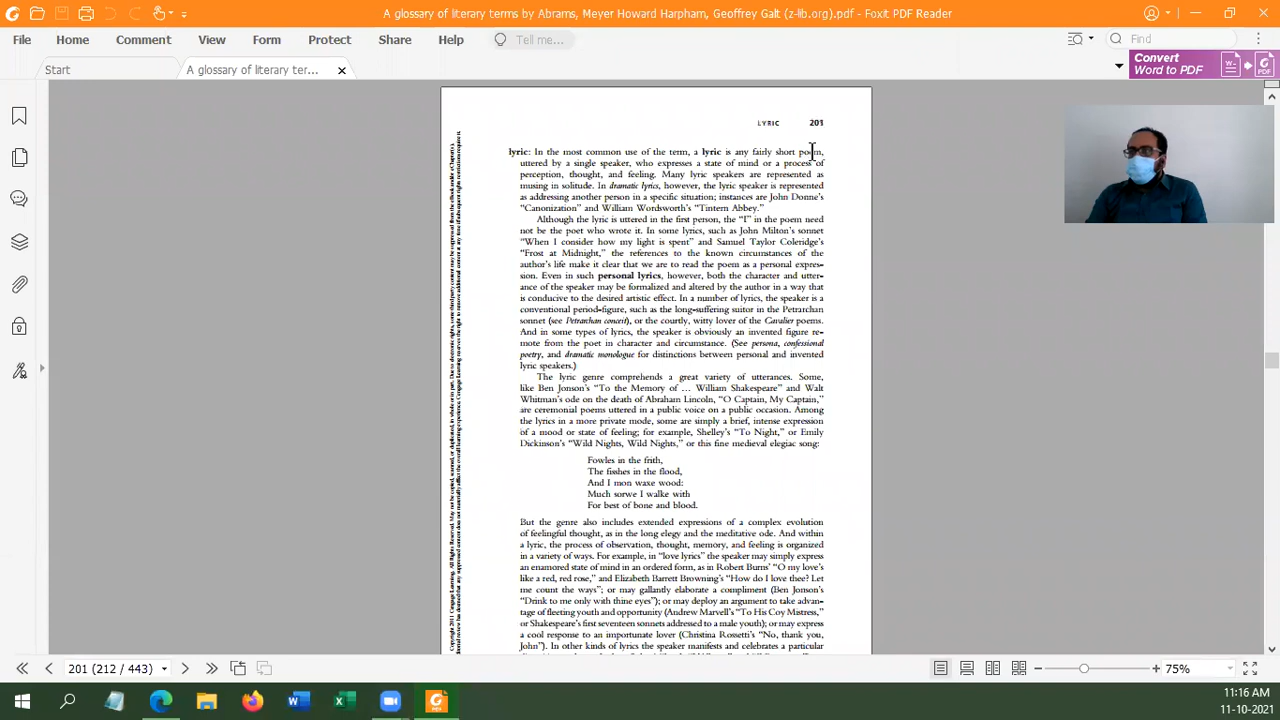 A glossary of literary terms by Abrams, Meyer Howard Harpham, Geoffrey Galt (z-lib.org).pdf - Foxit PDF Reader
File Home Comment View Form Protect Share Help Tell me... Find
Start A glossary of literary ter...
Convert
Word to PDF
LYRIC 201
lyric: In the most common use of the term, a lyric is any fairly short poem,
uttered by a single speaker, who expresses a state of mind or a process of
perception, thought, and feeling. Many lyric speakers are represented as
musing in solitude. In dramatic lyrics, however, the lyric speaker is represented
as addressing another person in a specific situation; instances are John Donne's
"Canonization" and William Wordsworth's "Tintern Abbey."
Although the lyric is uttered in the first person, the "I" in the poem need
not be the poet who wrote it. In some lyrics, such as John Milton's sonnet
"When I consider how my light is spent" and Samuel Taylor Coleridge's
"Frost at Midnight," the references to the known circumstances of the
author's life make it clear that we are to read the poem as a personal expres-
sion. Even in such personal lyrics, however, both the character and utter-
ance of the speaker may be formalized and altered by the author in a way that
is conducive to the desired artistic effect. In a number of lyrics, the speaker is a
conventional period-figure, such as the long-suffering suitor in the Petrarchan
sonnet (see Petrarchan conceit), or the courtly, witty lover of the Cavalier poems.
And in some types of lyrics, the speaker is obviously an invented figure re-
mote from the poet in character and circumstance. (See persona, confessional
poetry, and dramatic monologue for distinctions between personal and invented
lyric speakers.)
The lyric genre comprehends a great variety of utterances. Some,
like Ben Jonson's "To the Memory of ... William Shakespeare" and Walt
Whitman's ode on the death of Abraham Lincoln, "O Captain, My Captain,"
are ceremonial poems uttered in a public voice on a public occasion. Among
the lyrics in a more private mode, some are simply a brief, intense expression
of a mood or state of feeling; for example, Shelley's "To Night," or Emily
Dickinson's "Wild Nights, Wild Nights," or this fine medieval elegiac song:
Fowles in the frith,
The fisshes in the flood,
And I mon waxe wood:
Much sorwe I walke with
For best of bone and blood.
But the genre also includes extended expressions of a complex evolution
of feelingful thought, as in the long elegy and the meditative ode. And within
a lyric, the process of observation, thought, memory, and feeling is organized
in a variety of ways. For example, in "love lyrics" the speaker may simply express
an enamored state of mind in an ordered form, as in Robert Burns' "O my love's
like a red, red rose," and Elizabeth Barrett Browning's "How do I love thee? Let
me count the ways"; or may gallantly elaborate a compliment (Ben Jonson's
"Drink to me only with thine eyes"); or may deploy an argument to take advan-
tage of fleeting youth and opportunity (Andrew Marvell's "To His Coy Mistress,"
or Shakespeare's first seventeen sonnets addressed to a male youth); or may express
a cool response to an importunate lover (Christina Rossetti's "No, thank you,
John"). In other kinds of lyrics the speaker manifests and celebrates a particular
201 (212 / 443) 75%
11:16 AM
11-10-2021